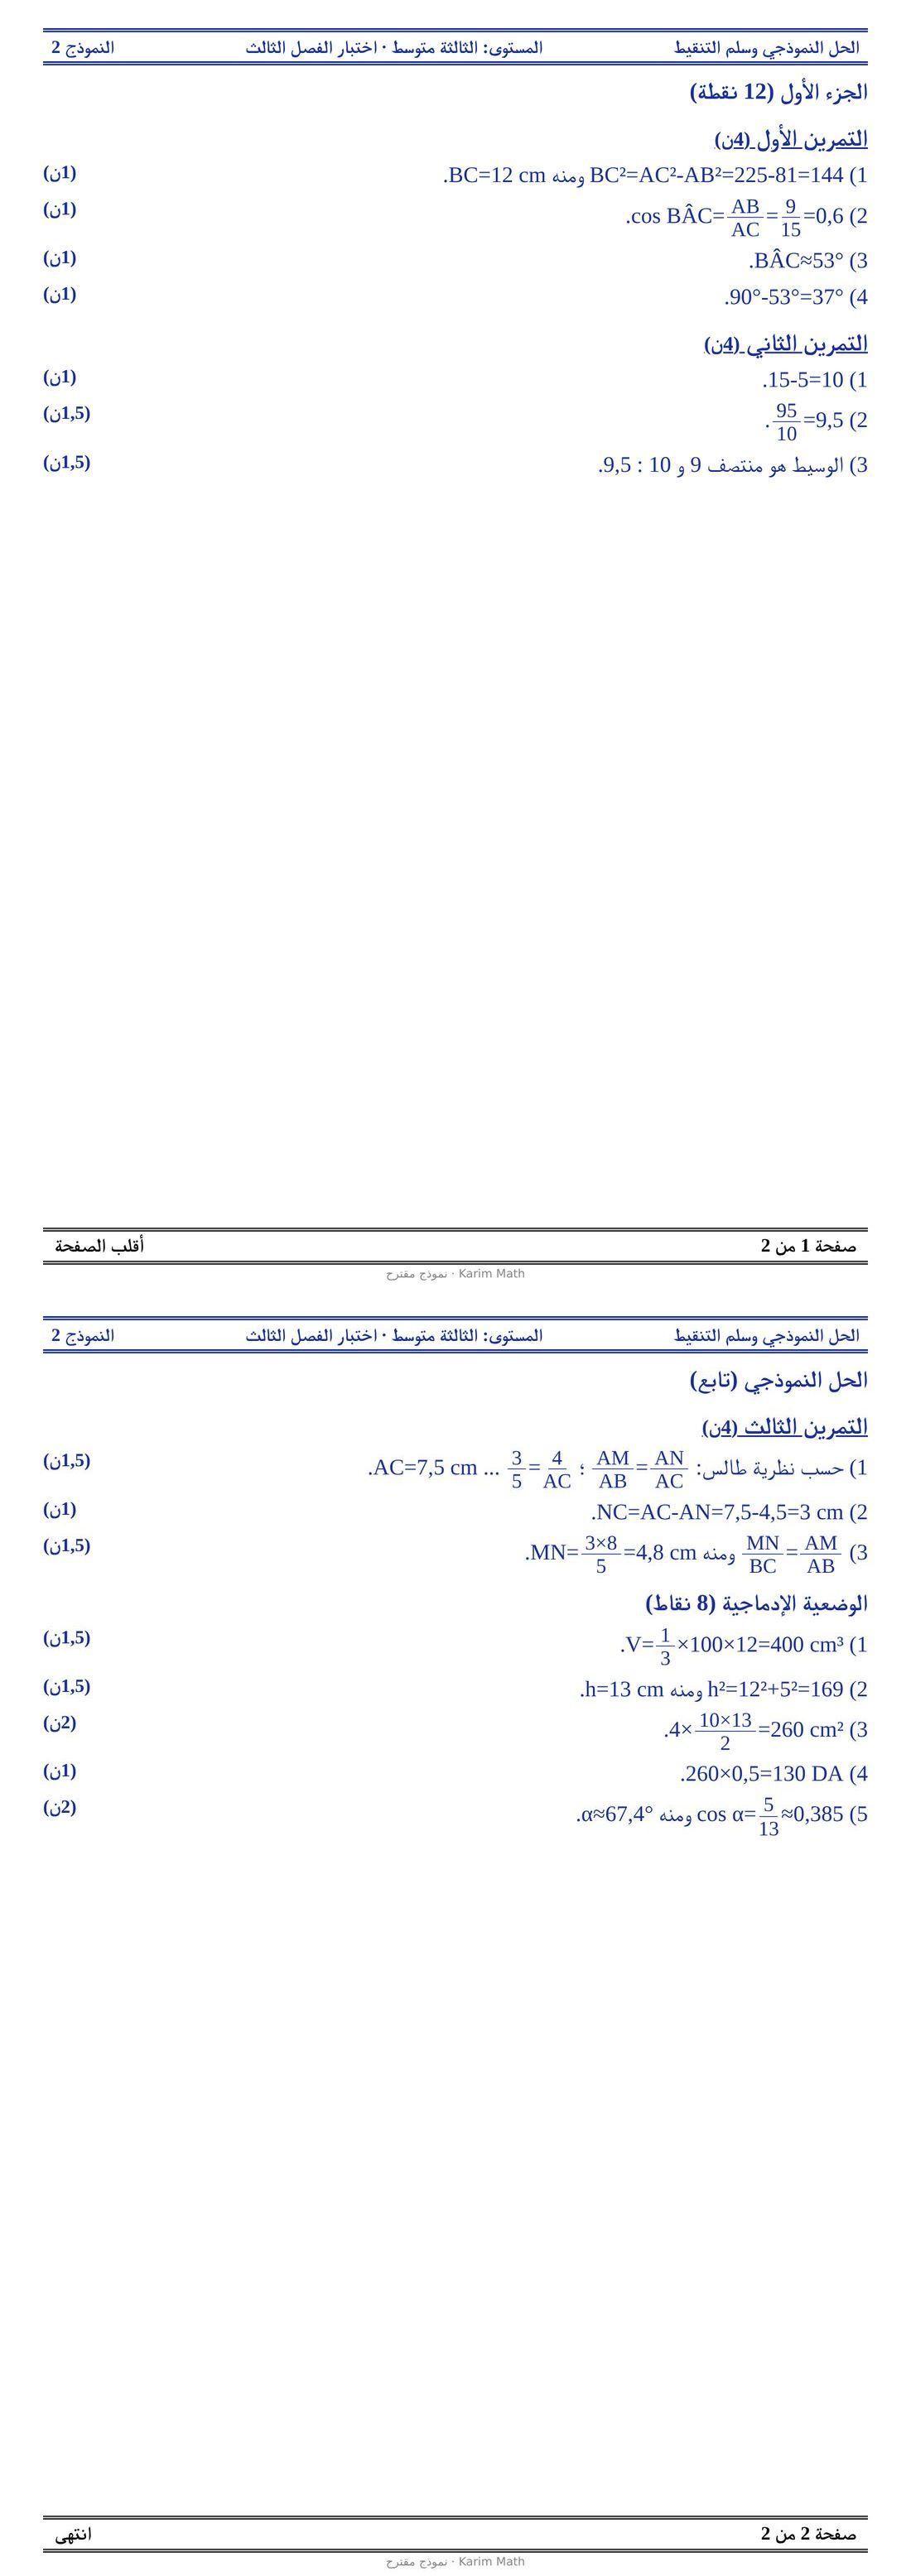 الحل النموذجي وسلم التنقيط المستوى: الثالثة متوسط · اختبار الفصل الثالث النموذج 2
الجزء الأول (12 نقطة)
التمرين الأول (4ن)
1) BC²=AC²-AB²=225-81=144 ومنه BC=12 cm. (1ن)
2) cos BÂC=AB/AC=9/15=0,6. (1ن)
3) BÂC≈53°. (1ن)
4) 90°-53°=37°. (1ن)
التمرين الثاني (4ن)
1) 15-5=10. (1ن)
2) 95/10=9,5. (1,5ن)
3) الوسيط هو منتصف 9 و 10 : 9,5. (1,5ن)
صفحة 1 من 2 أقلب الصفحة
Karim Math · نموذج مقترح
الحل النموذجي وسلم التنقيط المستوى: الثالثة متوسط · اختبار الفصل الثالث النموذج 2
الحل النموذجي (تابع)
التمرين الثالث (4ن)
1) حسب نظرية طالس: AM/AB=AN/AC ؛ 3/5=4/AC ... AC=7,5 cm. (1,5ن)
2) NC=AC-AN=7,5-4,5=3 cm. (1ن)
3) MN/BC=AM/AB ومنه MN=3×8/5=4,8 cm. (1,5ن)
الوضعية الإدماجية (8 نقاط)
1) V=1/3×100×12=400 cm³. (1,5ن)
2) h²=12²+5²=169 ومنه h=13 cm. (1,5ن)
3) 4×10×13/2=260 cm². (2ن)
4) 260×0,5=130 DA. (1ن)
5) cos α=5/13≈0,385 ومنه α≈67,4°. (2ن)
صفحة 2 من 2 انتهى
Karim Math · نموذج مقترح